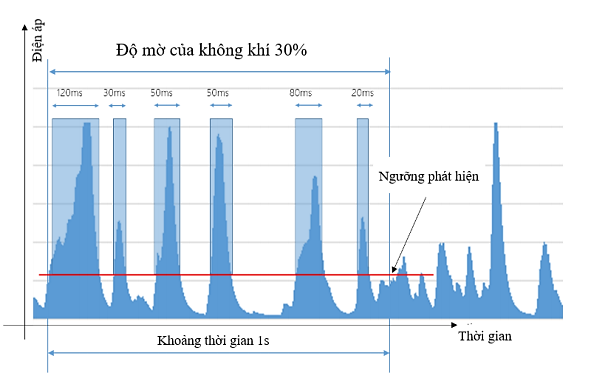 Điện áp
Độ mờ của không khí 30%
120ms 30ms 50ms 50ms 80ms 20ms
Ngưỡng phát hiện
Thời gian
Khoảng thời gian 1s